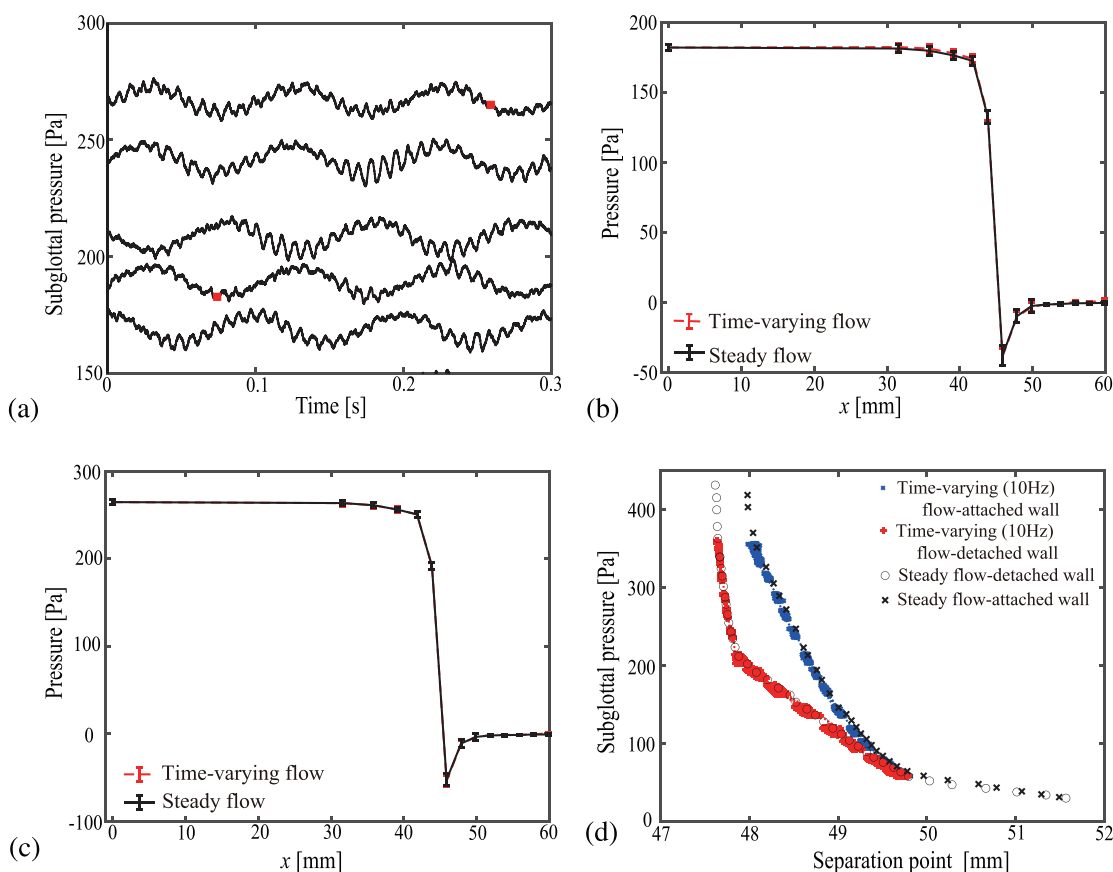 300
250
200
150
Subglottal pressure [Pa]
0
0.1
0.2
0.3
Time [s]
(a)
200
150
100
50
0
-50
Pressure [Pa]
Time-varying flow
Steady flow
0
10
20
30
40
50
60
x [mm]
(b)
300
200
100
0
-100
Pressure [Pa]
Time-varying flow
Steady flow
0
10
20
30
40
50
60
x [mm]
(c)
400
300
200
100
0
Subglottal pressure [Pa]
Time-varying (10Hz)
flow-attached wall
Time-varying (10Hz)
flow-detached wall
Steady flow-detached wall
Steady flow-attached wall
47
48
49
50
51
52
Separation point [mm]
(d)